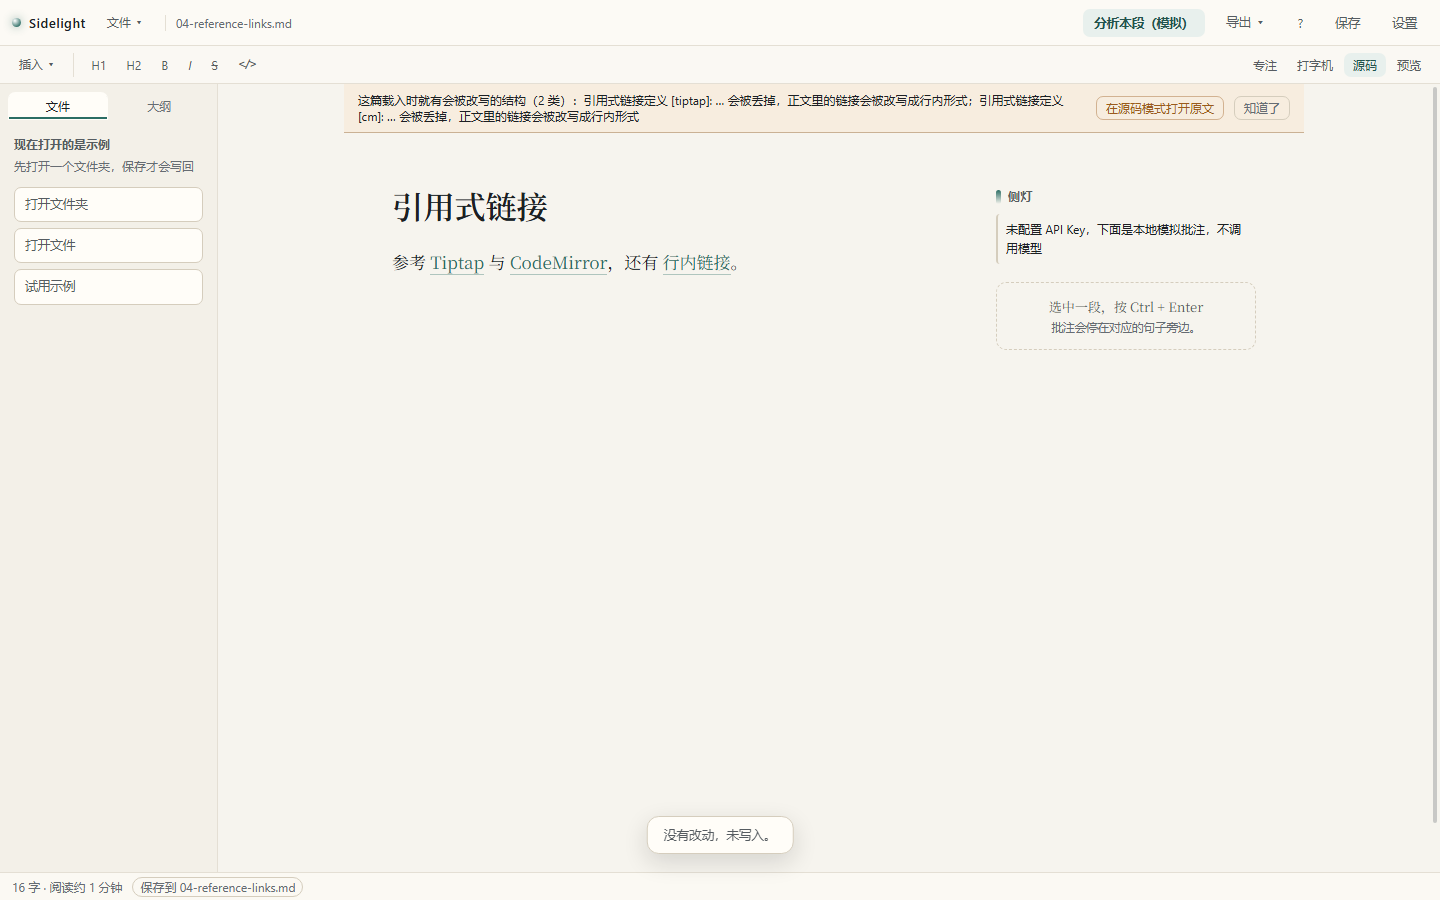 Sidelight 文件 04-reference-links.md 分析本段（模拟） 导出 ? 保存 设置
插入 H1 H2 B I S </> 专注 打字机 源码 预览
文件 大纲
现在打开的是示例
先打开一个文件夹，保存才会写回
打开文件夹
打开文件
试用示例
这篇载入时就有会被改写的结构（2 类）：引用式链接定义 [tiptap]: ... 会被丢掉，正文里的链接会被改写成行内形式；引用式链接定义
[cm]: ... 会被丢掉，正文里的链接会被改写成行内形式
在源码模式打开原文 知道了
引用式链接
参考 Tiptap 与 CodeMirror，还有 行内链接。
侧灯
未配置 API Key，下面是本地模拟批注，不调
用模型
选中一段，按 Ctrl + Enter
批注会停在对应的句子旁边。
没有改动，未写入。
16 字 · 阅读约 1 分钟 保存到 04-reference-links.md